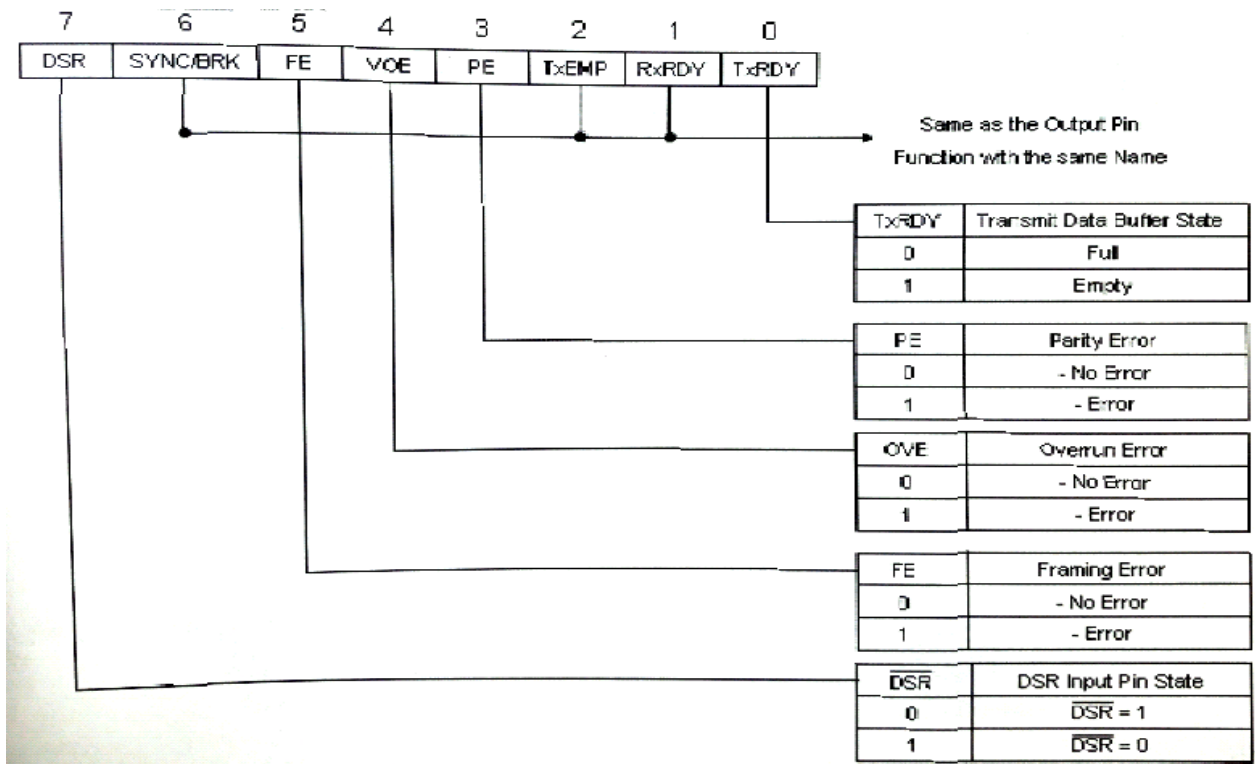 7 6 5 4 3 2 1 0
DSR SYNC/BRK FE VOE PE TxEMP RxRDY TxRDY
Same as the Output Pin
Function with the same Name
TxRDY Transmit Data Buffer State
0 Full
1 Empty
PE Parity Error
0 - No Error
1 - Error
OVE Overrun Error
0 - No Error
1 - Error
FE Framing Error
0 - No Error
1 - Error
D̅S̅R̅ DSR Input Pin State
0 D̅S̅R̅ = 1
1 D̅S̅R̅ = 0